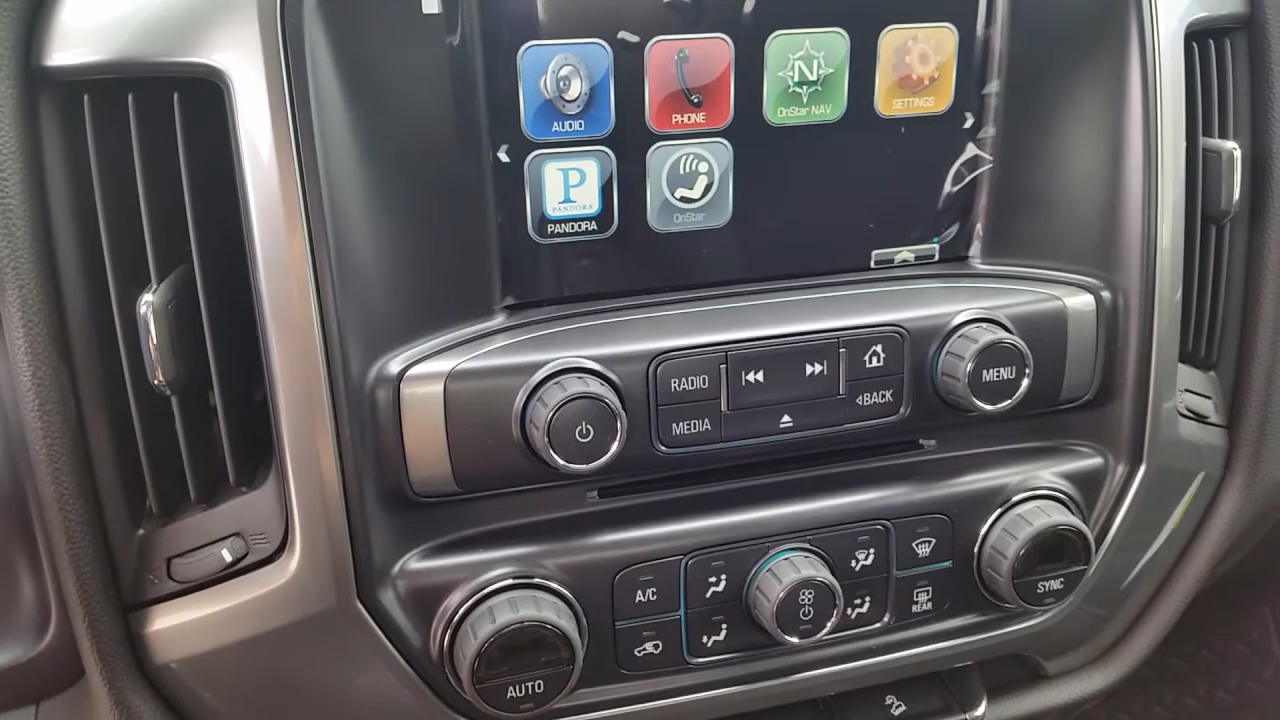 AUDIO
PHONE
N
OnStar NAV
SETTINGS
P
PANDORA
PANDORA
OnStar
RADIO
MEDIA
BACK
MENU
A/C
REAR
AUTO
SYNC